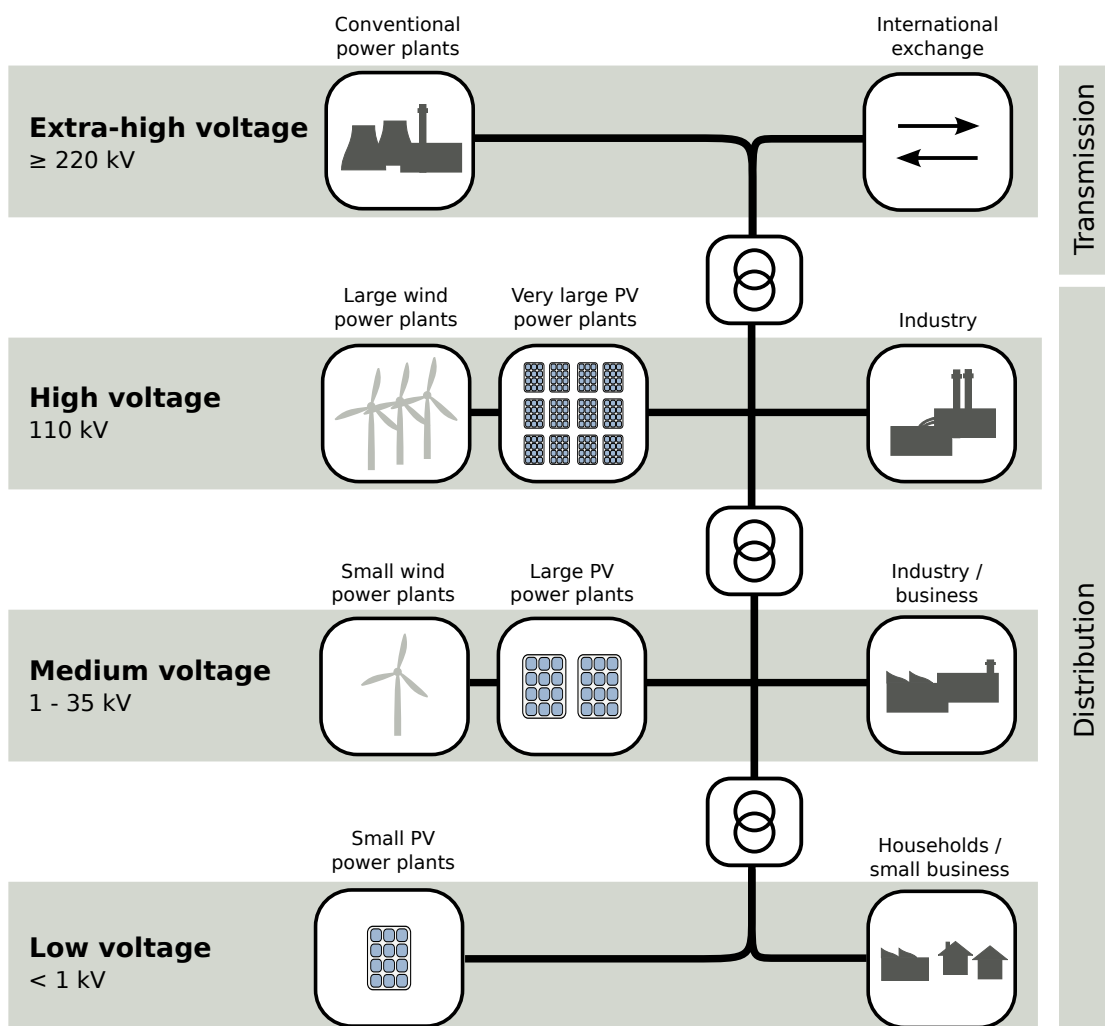 Conventional
power plants
International
exchange
Extra-high voltage
≥ 220 kV
Transmission
Large wind
power plants
Very large PV
power plants
Industry
High voltage
110 kV
Small wind
power plants
Large PV
power plants
Industry /
business
Medium voltage
1 - 35 kV
Distribution
Small PV
power plants
Households /
small business
Low voltage
< 1 kV